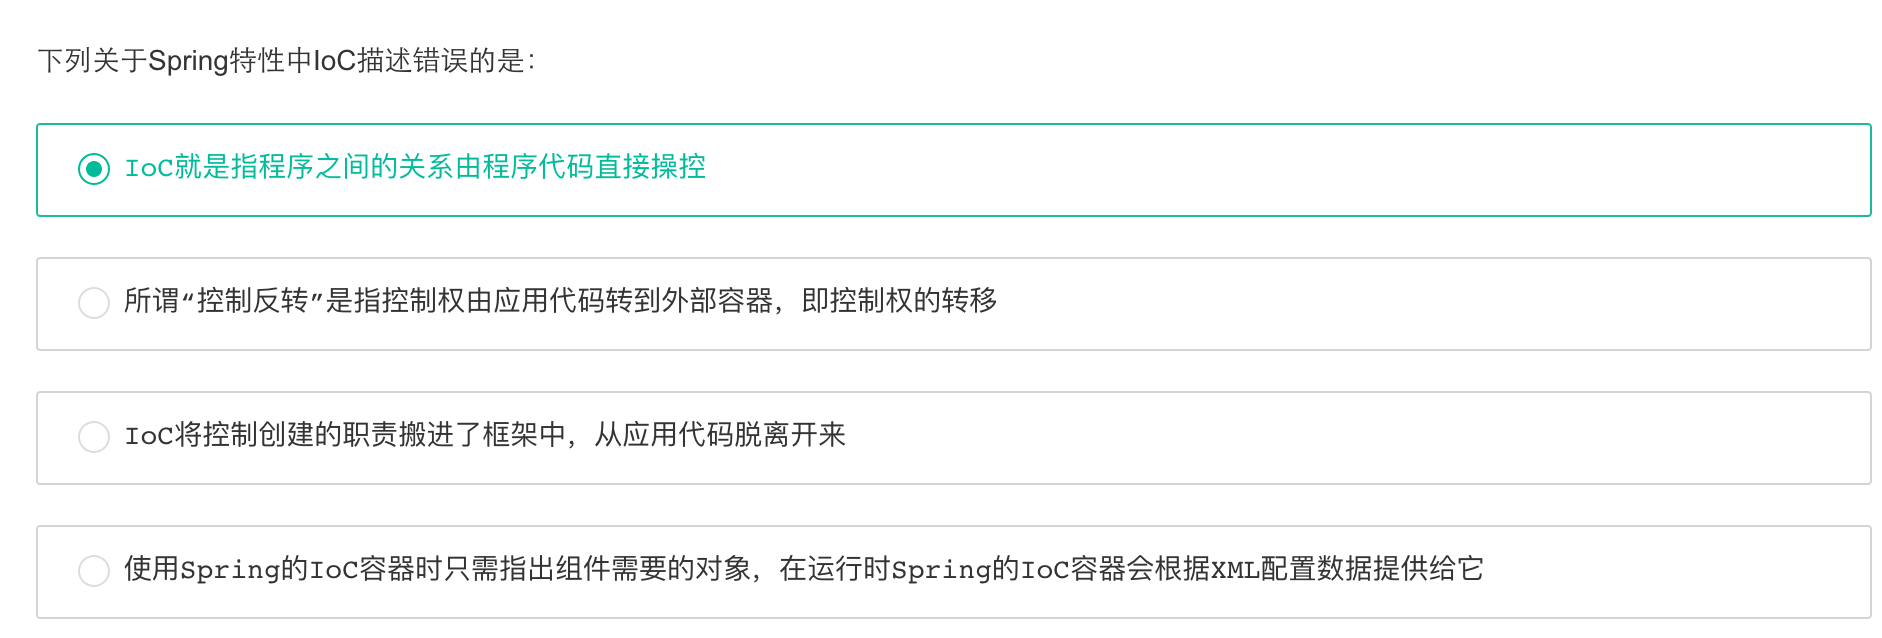 下列关于Spring特性中IoC描述错误的是：
IoC就是指程序之间的关系由程序代码直接操控
所谓“控制反转”是指控制权由应用代码转到外部容器，即控制权的转移
IoC将控制创建的职责搬进了框架中，从应用代码脱离开来
使用Spring的IoC容器时只需指出组件需要的对象，在运行时Spring的IoC容器会根据XML配置数据提供给它